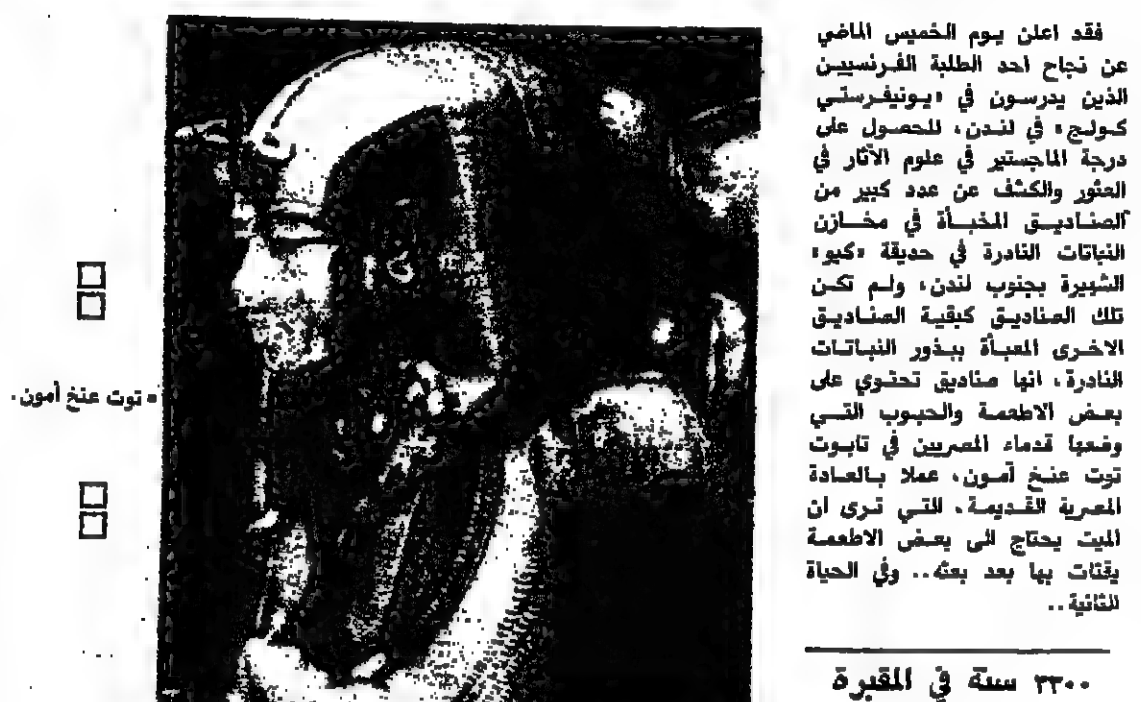 فقد اعلن يوم الخميس الماضي
عن نجاح احد الطلبة الفرنسيين
الذين يدرسون في «يونيفرستي
كولج» في لندن، للحصول على
درجة الماجستير في علوم الآثار في
العثور والكشف عن عدد كبير من
الصناديق المخبأة في مخازن
النباتات النادرة في حديقة «كيو»
الشهيرة بجنوب لندن، ولم تكن
تلك الصناديق كبقية الصناديق
الاخرى المعبأة ببذور النباتات
النادرة، انها صناديق تحتوي على
بعض الاطعمة والحبوب التي
وضعها قدماء المصريين في تابوت
توت عنخ آمون، عملا بالعادة
المصرية القديمة، التي ترى ان
الميت يحتاج الى بعض الاطعمة
يقتات بها بعد بعثه.. وفي الحياة
الثانية..
٣٣٠٠ سنة في المقبرة
* توت عنخ آمون.